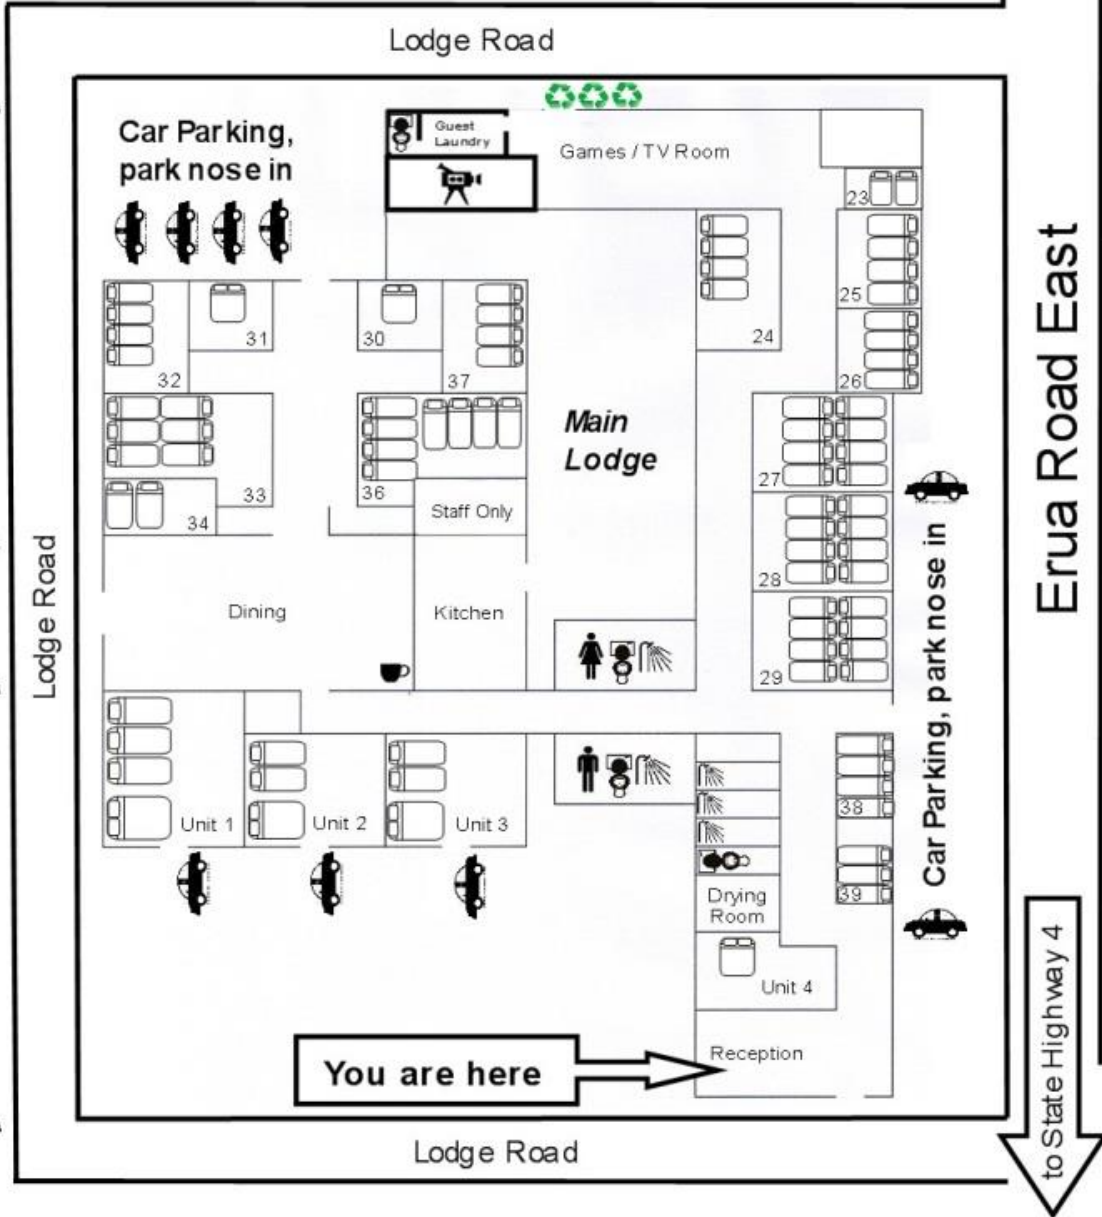 Lodge Road
Car Parking,
park nose in
Guest
Laundry
Games / TV Room
23
25
24
26
31
30
32
37
Main
Lodge
27
33
36
34
Staff Only
28
Dining
Kitchen
29
Lodge Road
Erua Road East
Car Parking, park nose in
Unit 1
Unit 2
Unit 3
38
39
Drying
Room
Unit 4
Reception
You are here
to State Highway 4
Lodge Road